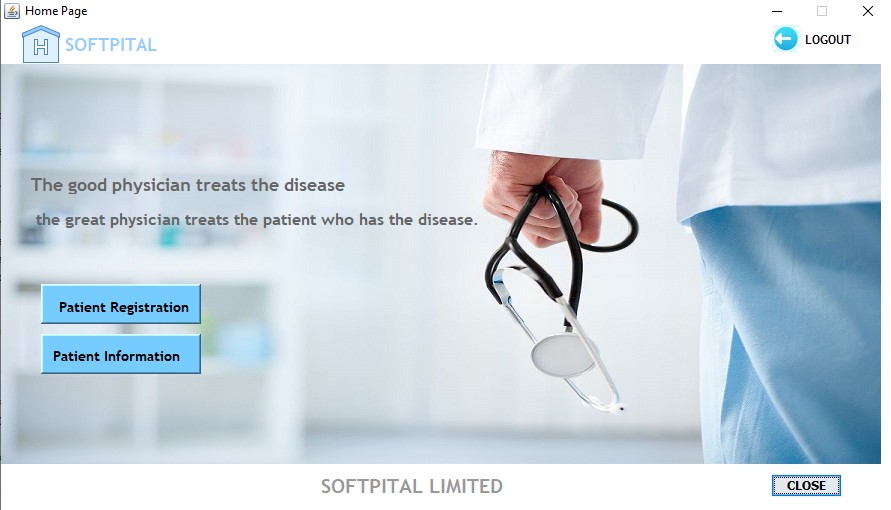 Home Page
H SOFTPITAL
LOGOUT
The good physician treats the disease
the great physician treats the patient who has the disease.
Patient Registration
Patient Information
SOFTPITAL LIMITED
CLOSE